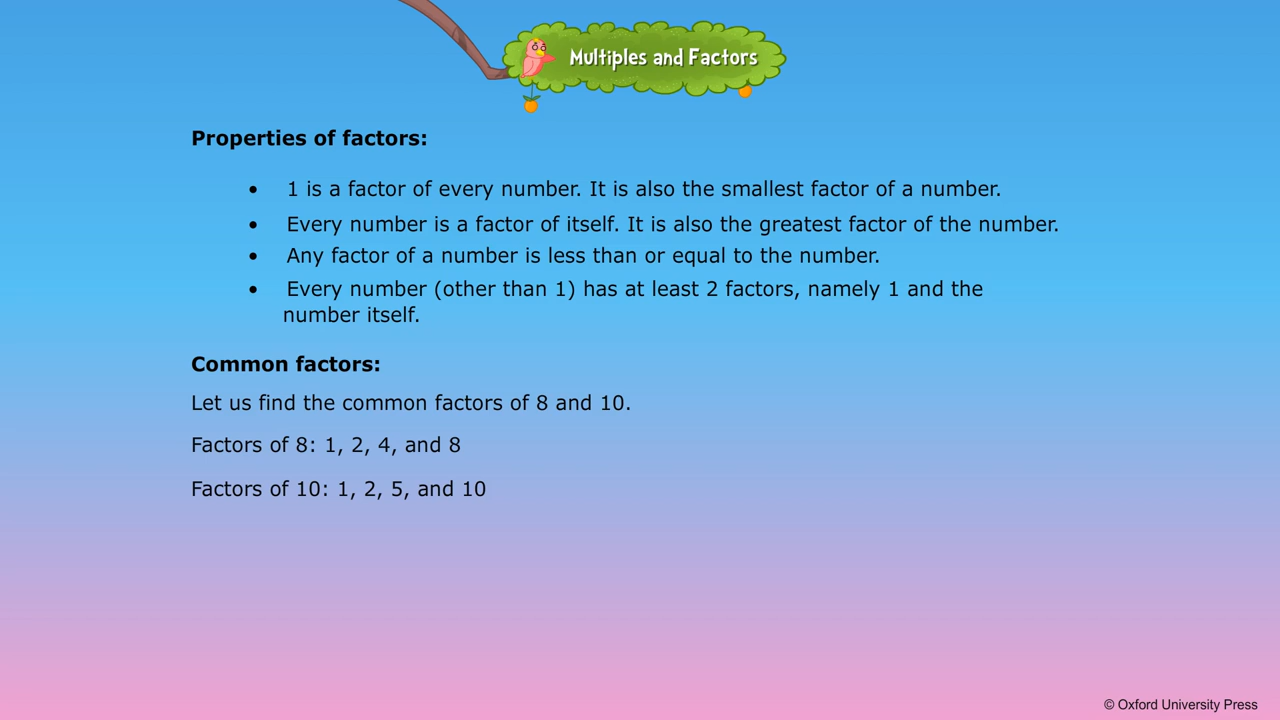 Multiples and Factors
Properties of factors:
• 1 is a factor of every number. It is also the smallest factor of a number.
• Every number is a factor of itself. It is also the greatest factor of the number.
• Any factor of a number is less than or equal to the number.
• Every number (other than 1) has at least 2 factors, namely 1 and the
number itself.
Common factors:
Let us find the common factors of 8 and 10.
Factors of 8: 1, 2, 4, and 8
Factors of 10: 1, 2, 5, and 10
© Oxford University Press